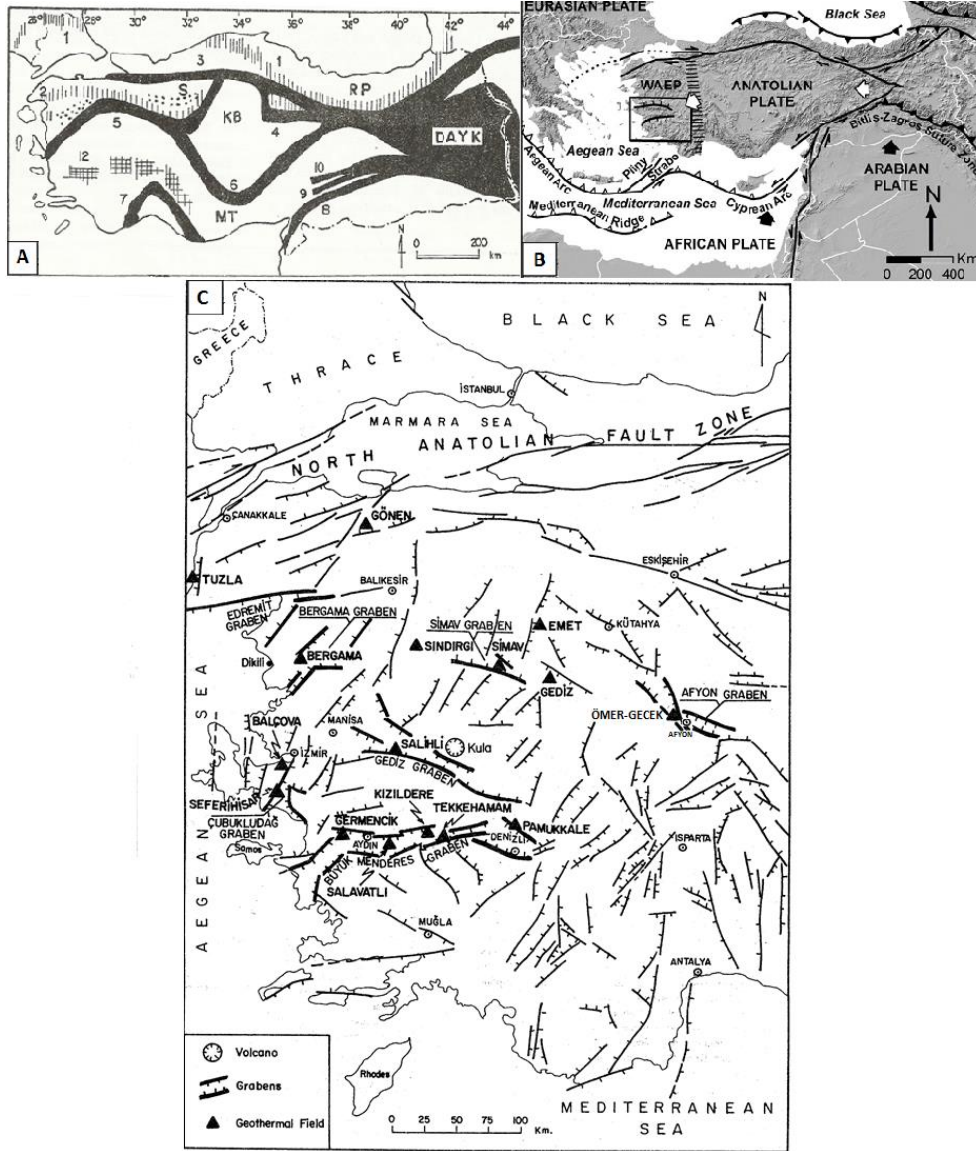 28° 28° 32° 36° 40° 42° 44°
1
3
1
2
S
RP
KB
4
5
DAYK
12
10
6
9
7
8
MT
N
0 200
km
A
EURASIAN PLATE
Black Sea
WAEP
ANATOLIAN
PLATE
Bitlis-Zagros Suture Zone
Aegean Sea
Pliny
Strabo
ARABIAN
PLATE
Aegean Arc
Mediterranean Sea
Cyprean Arc
Mediterranean Ridge
N
AFRICAN PLATE
Km
0 200 400
B
C
GREECE
BLACK SEA
N
THRACE
İSTANBUL
MARMARA SEA
NORTH ANATOLIAN FAULT ZONE
ÇANAKKALE
GÖNEN
ESKİŞEHİR
TUZLA
BALIKESİR
EDREMİT
GRABEN
BERGAMA GRABEN
SİMAV GRABEN
EMET
KÜTAHYA
BERGAMA
SINDIRGI
SİMAV
Dikili
GEDİZ
AFYON
GRABEN
ÖMER-GECEK
AFYON
BALÇOVA
MANİSA
İZMİR
SALİHLİ
Kula
GEDİZ GRABEN
SEFERİHİSAR
KIZILDERE
TEKKEHAMAM
ÇUBUKLUDAĞ
GRABEN
GERMENCİK
PAMUKKALE
Samos
AYDIN
DENİZLİ
ISPARTA
BÜYÜK MENDERES GRABEN
SALAVATLI
AEGEAN SEA
MUĞLA
ANTALYA
Volcano
Grabens
Geothermal Field
Rhodes
0 25 50 75 100
Km.
MEDITERRANEAN
SEA